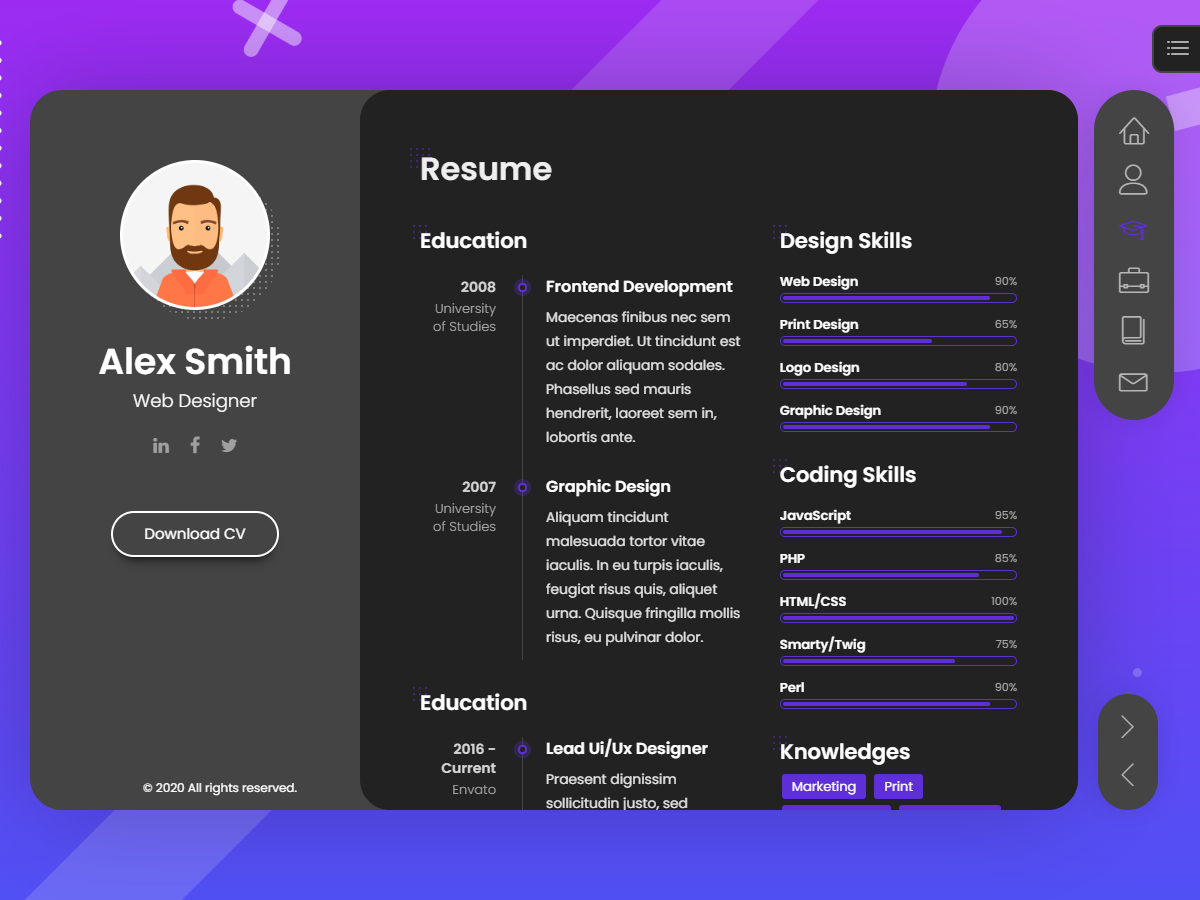 Alex Smith
Web Designer
Download CV
© 2020 All rights reserved.
Resume
Education
2008
University
of Studies
Frontend Development
Maecenas finibus nec sem
ut imperdiet. Ut tincidunt est
ac dolor aliquam sodales.
Phasellus sed mauris
hendrerit, laoreet sem in,
lobortis ante.
2007
University
of Studies
Graphic Design
Aliquam tincidunt
malesuada tortor vitae
iaculis. In eu turpis iaculis,
feugiat risus quis, aliquet
urna. Quisque fringilla mollis
risus, eu pulvinar dolor.
Education
2016 -
Current
Envato
Lead Ui/Ux Designer
Praesent dignissim
sollicitudin justo, sed
Design Skills
Web Design 90%
Print Design 65%
Logo Design 80%
Graphic Design 90%
Coding Skills
JavaScript 95%
PHP 85%
HTML/CSS 100%
Smarty/Twig 75%
Perl 90%
Knowledges
Marketing Print